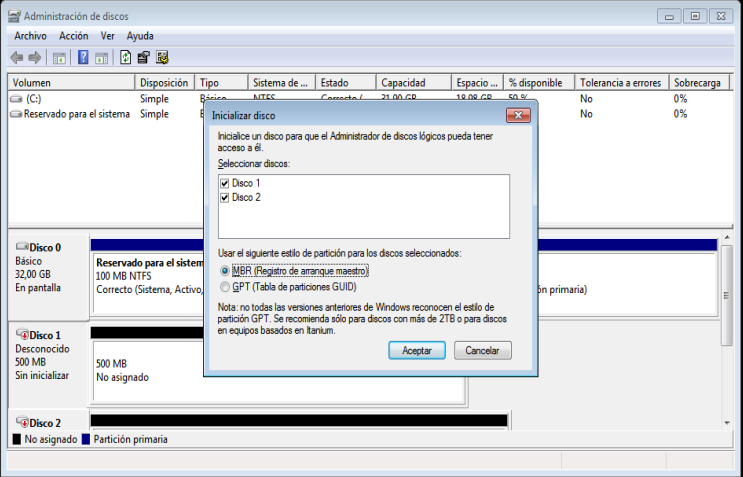 Administración de discos
Archivo Acción Ver Ayuda
Volumen Disposición Tipo Sistema de ... Estado Capacidad Espacio ... % disponible Tolerancia a errores Sobrecarga
(C:) Simple Básico NTFS Correcto ( 31,90 GB 18,98 GB 59 % No 0%
Reservado para el sistema Simple No 0%
Inicializar disco
Inicialice un disco para que el Administrador de discos lógicos pueda tener
acceso a él.
Seleccionar discos:
Disco 1
Disco 2
Usar el siguiente estilo de partición para los discos seleccionados:
MBR (Registro de arranque maestro)
GPT (Tabla de particiones GUID)
Nota: no todas las versiones anteriores de Windows reconocen el estilo de
partición GPT. Se recomienda sólo para discos con más de 2TB o para discos
en equipos basados en Itanium.
Aceptar Cancelar
Disco 0
Básico
32,00 GB
En pantalla
Reservado para el sistem
100 MB NTFS
Correcto (Sistema, Activo,
ón primaria)
Disco 1
Desconocido
500 MB
Sin inicializar
500 MB
No asignado
Disco 2
No asignado Partición primaria